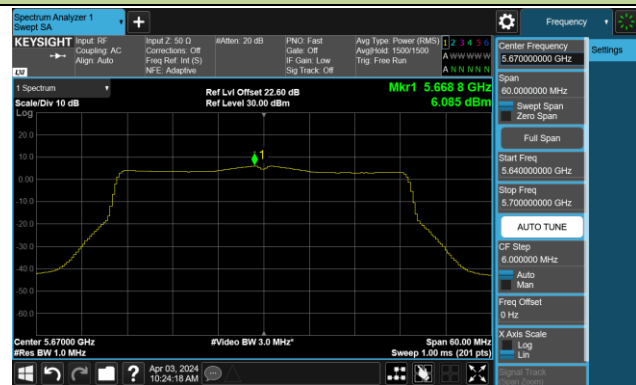 Spectrum Analyzer 1
Swept SA
+
Frequency
KEYSIGHT
Input: RF
Coupling: AC
Align: Auto
Input Z: 50 Ω
Corrections: Off
Freq Ref: Int (S)
NFE: Adaptive
#Atten: 20 dB
PNO: Fast
Gate: Off
IF Gain: Low
Sig Track: Off
Avg Type: Power (RMS)
Avg|Hold: 1500/1500
Trig: Free Run
1 2 3 4 5 6
A W W W W W
A N N N N N
LXI
1 Spectrum
Scale/Div 10 dB
Log
Ref Lvl Offset 22.60 dB
Ref Level 30.00 dBm
Mkr1 5.668 8 GHz
6.085 dBm
1
20.0
10.0
0.00
-10.0
-20.0
-30.0
-40.0
-50.0
-60.0
Center 5.67000 GHz
#Res BW 1.0 MHz
#Video BW 3.0 MHz*
Span 60.00 MHz
Sweep 1.00 ms (201 pts)
Apr 03, 2024
10:24:18 AM
?
Center Frequency
5.670000000 GHz
Settings
Span
60.0000000 MHz
Swept Span
Zero Span
Full Span
Start Freq
5.640000000 GHz
Stop Freq
5.700000000 GHz
AUTO TUNE
CF Step
6.000000 MHz
Auto
Man
Freq Offset
0 Hz
X Axis Scale
Log
Lin
Signal Track
(Span Zoom)